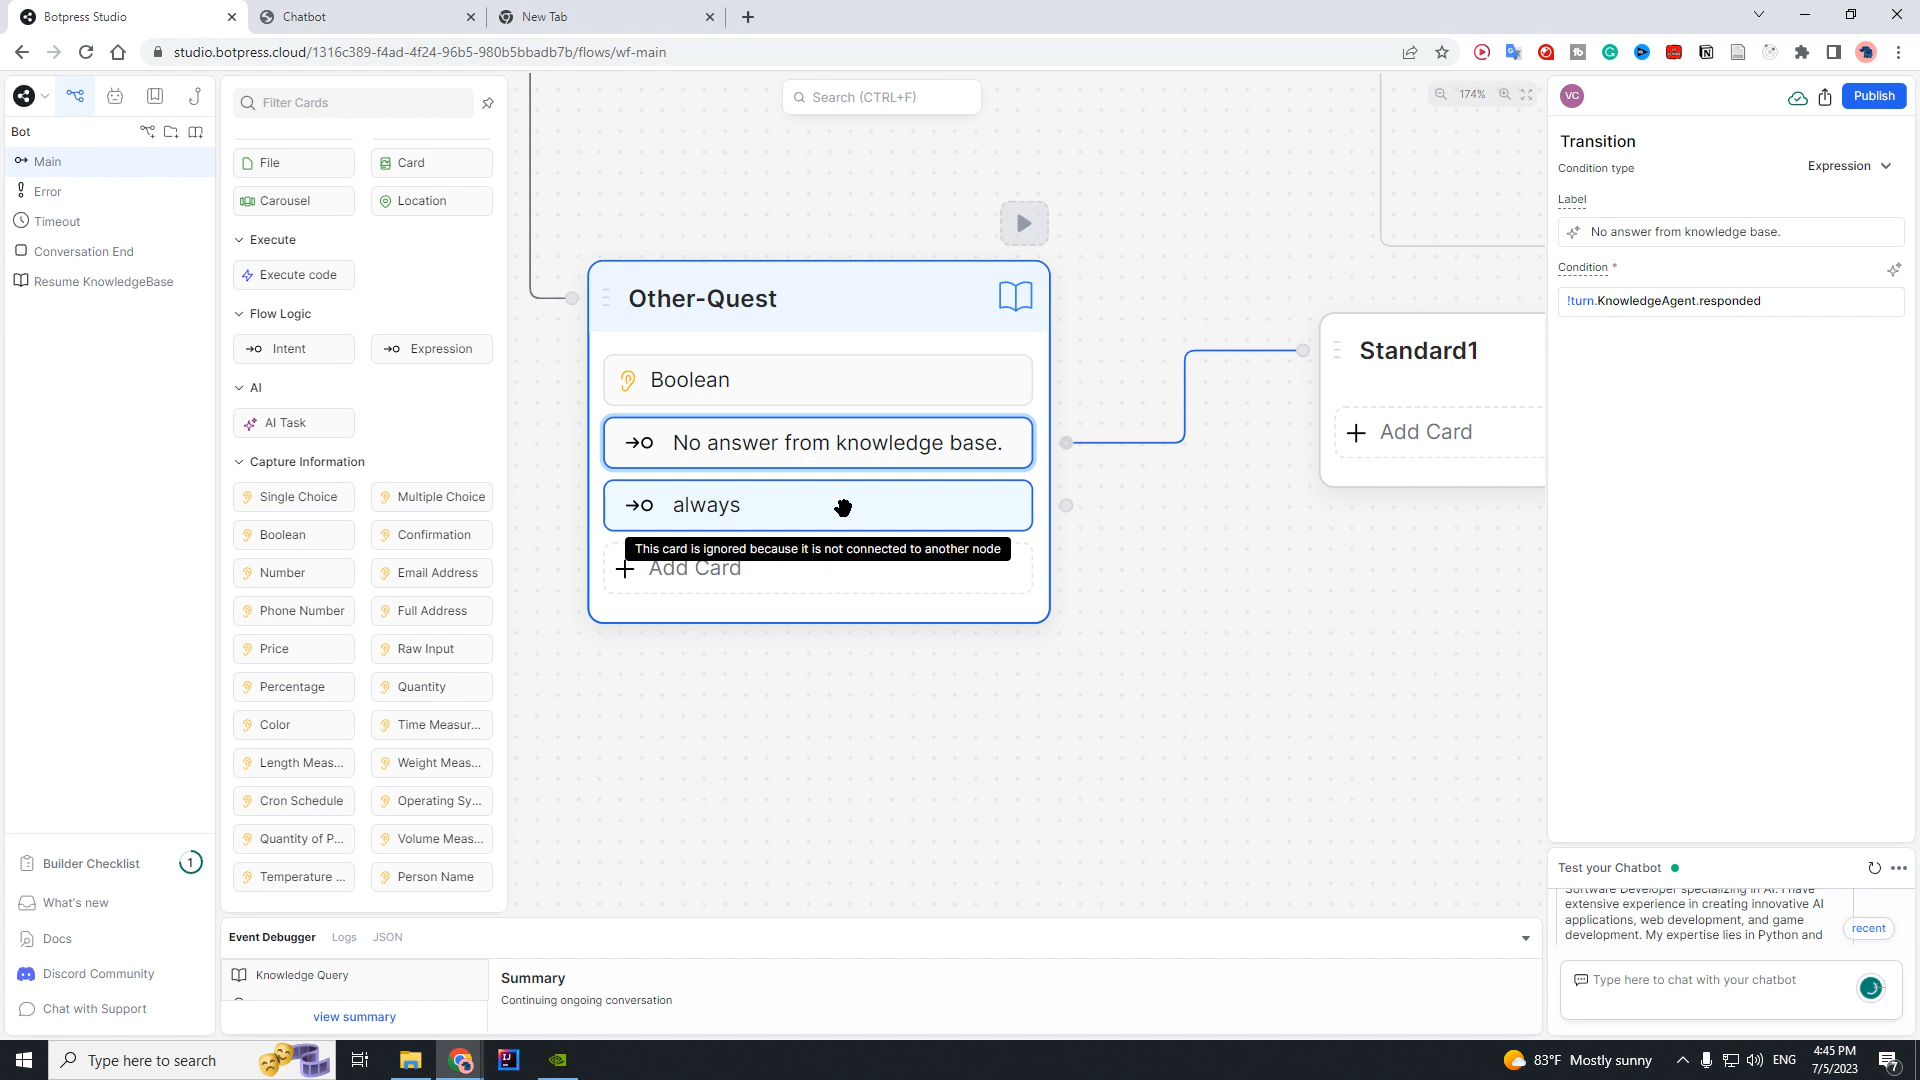 Botpress Studio
Chatbot
New Tab
studio.botpress.cloud/1316c389-f4ad-4f24-96b5-980b5bbadb7b/flows/wf-main
Filter Cards
Search (CTRL+F)
174%
VC
Publish
Bot
Main
Error
Timeout
Conversation End
Resume KnowledgeBase
File
Card
Carousel
Location
Execute
Execute code
Flow Logic
Intent
Expression
AI
AI Task
Capture Information
Single Choice
Multiple Choice
Boolean
Confirmation
Number
Email Address
Phone Number
Full Address
Price
Raw Input
Percentage
Quantity
Color
Time Measur...
Length Meas...
Weight Meas...
Cron Schedule
Operating Sy...
Quantity of P...
Volume Meas...
Temperature ...
Person Name
Other-Quest
Boolean
No answer from knowledge base.
always
This card is ignored because it is not connected to another node
Add Card
Standard1
Add Card
Transition
Condition type
Expression
Label
No answer from knowledge base.
Condition *
!turn.KnowledgeAgent.responded
Builder Checklist
1
What's new
Docs
Discord Community
Chat with Support
Event Debugger
Logs
JSON
Knowledge Query
view summary
Summary
Continuing ongoing conversation
Test your Chatbot
Software Developer specializing in AI. I have
extensive experience in creating innovative AI
applications, web development, and game
development. My expertise lies in Python and
recent
Type here to chat with your chatbot
Type here to search
83°F Mostly sunny
ENG
4:45 PM
7/5/2023
7